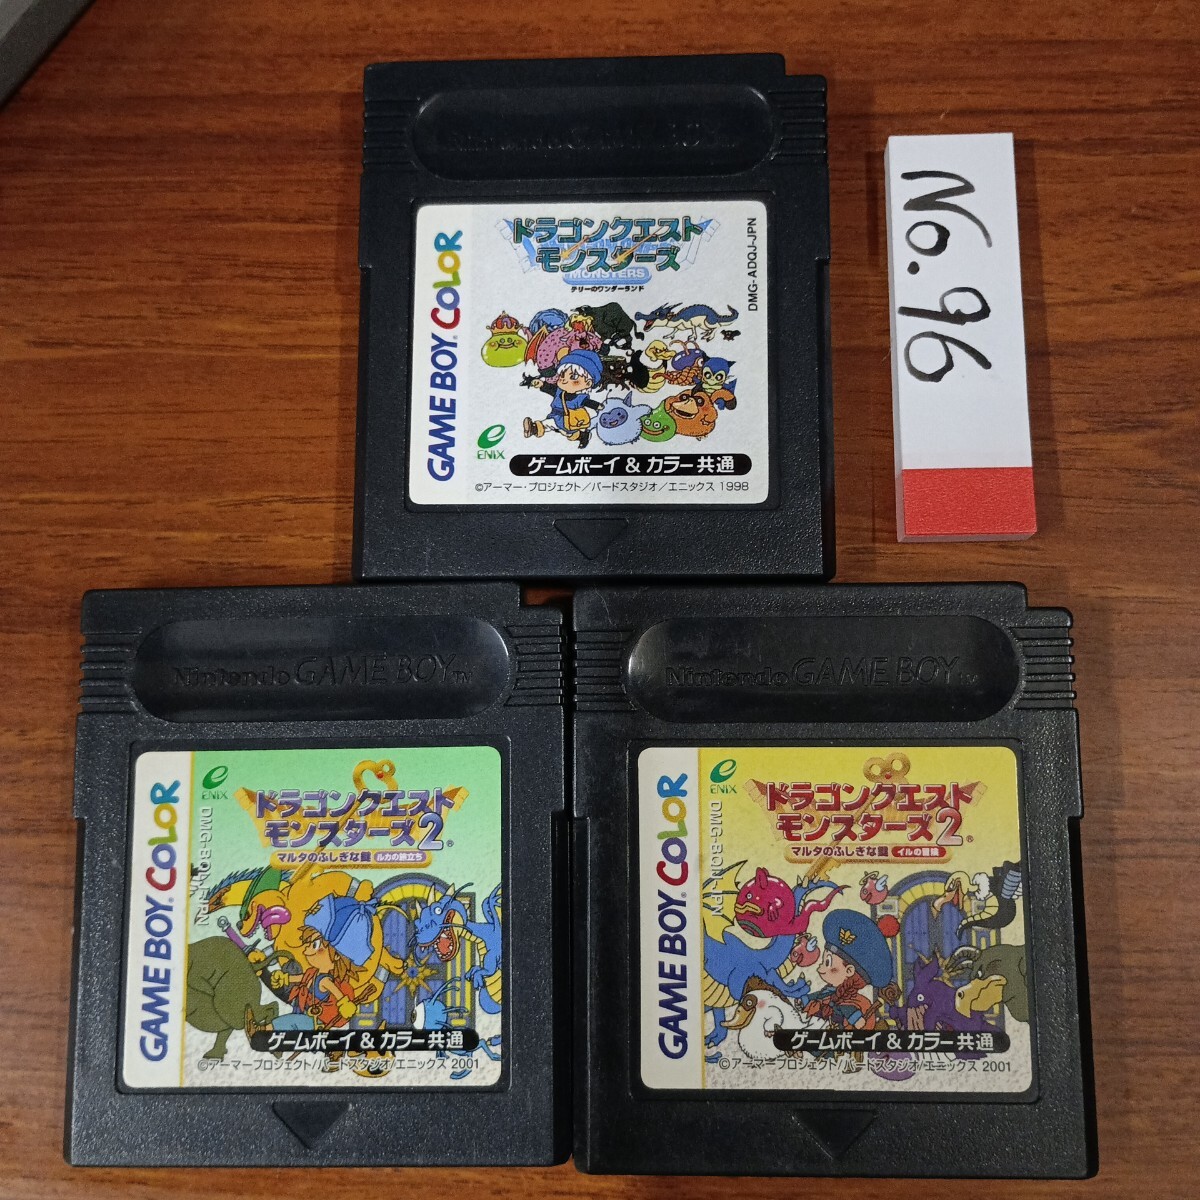 Nintendo GAME BOY
GAME BOY COLOR
ドラゴンクエスト
モンスターズ
MONSTERS
テリーのワンダーランド
DMG-ADQJ-JPN
ENIX
ゲームボーイ & カラー共通
©アーマー・プロジェクト/バードスタジオ/エニックス 1998
No.96
Nintendo GAME BOY TM
GAME BOY COLOR
ENIX
DMG-BQLJ-JPN
ドラゴンクエスト
モンスターズ2
マルタのふしぎな鍵 ルカの旅立ち
ゲームボーイ & カラー共通
©アーマープロジェクト/バードスタジオ/エニックス 2001
Nintendo GAME BOY TM
GAME BOY COLOR
ENIX
ドラゴンクエスト
モンスターズ2
マルタのふしぎな鍵 イルの冒険
ゲームボーイ & カラー共通
©アーマープロジェクト/バードスタジオ/エニックス 2001